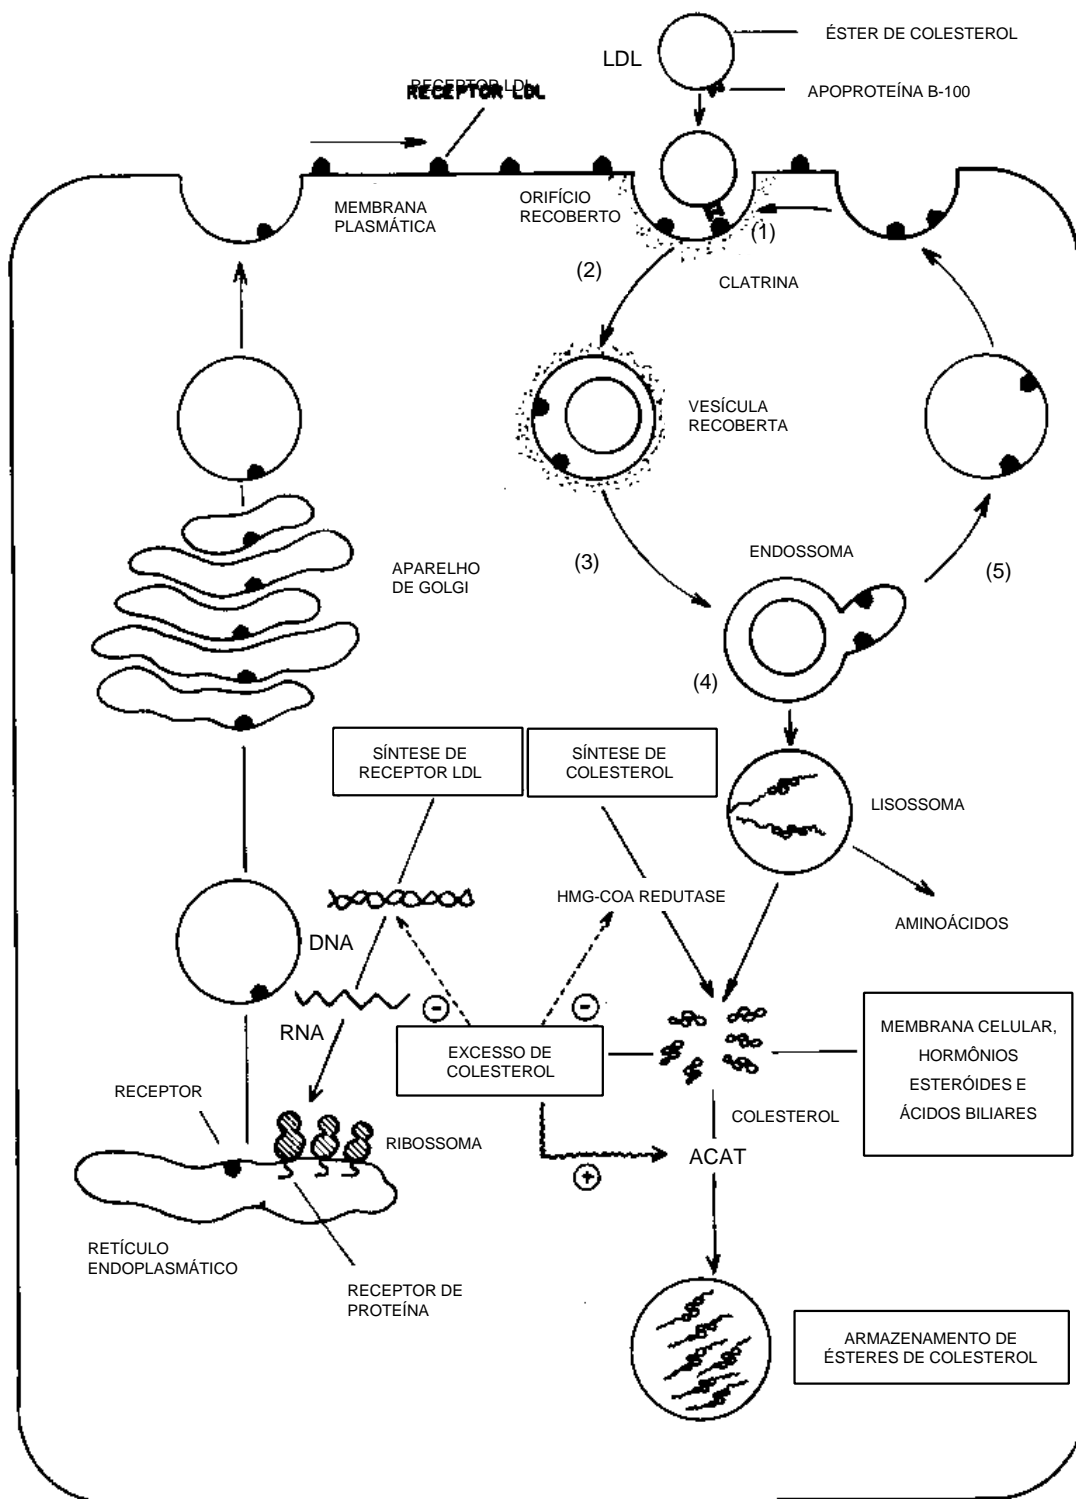 ÉSTER DE COLESTEROL
LDL
RECEPTOR LDL
RECEPTOR LDL
APOPROTEÍNA B-100
MEMBRANA
PLASMÁTICA
ORIFÍCIO
RECOBERTO
(1)
(2)
CLATRINA
VESÍCULA
RECOBERTA
ENDOSSOMA
(3)
(5)
APARELHO
DE GOLGI
(4)
SÍNTESE DE
RECEPTOR LDL
SÍNTESE DE
COLESTEROL
LISOSSOMA
HMG-COA REDUTASE
AMINOÁCIDOS
DNA
RNA
-
-
EXCESSO DE
COLESTEROL
MEMBRANA CELULAR,
HORMÔNIOS
ESTERÓIDES E
ÁCIDOS BILIARES
RECEPTOR
RIBOSSOMA
COLESTEROL
ACAT
+
RETÍCULO
ENDOPLASMÁTICO
RECEPTOR DE
PROTEÍNA
ARMAZENAMENTO DE
ÉSTERES DE COLESTEROL